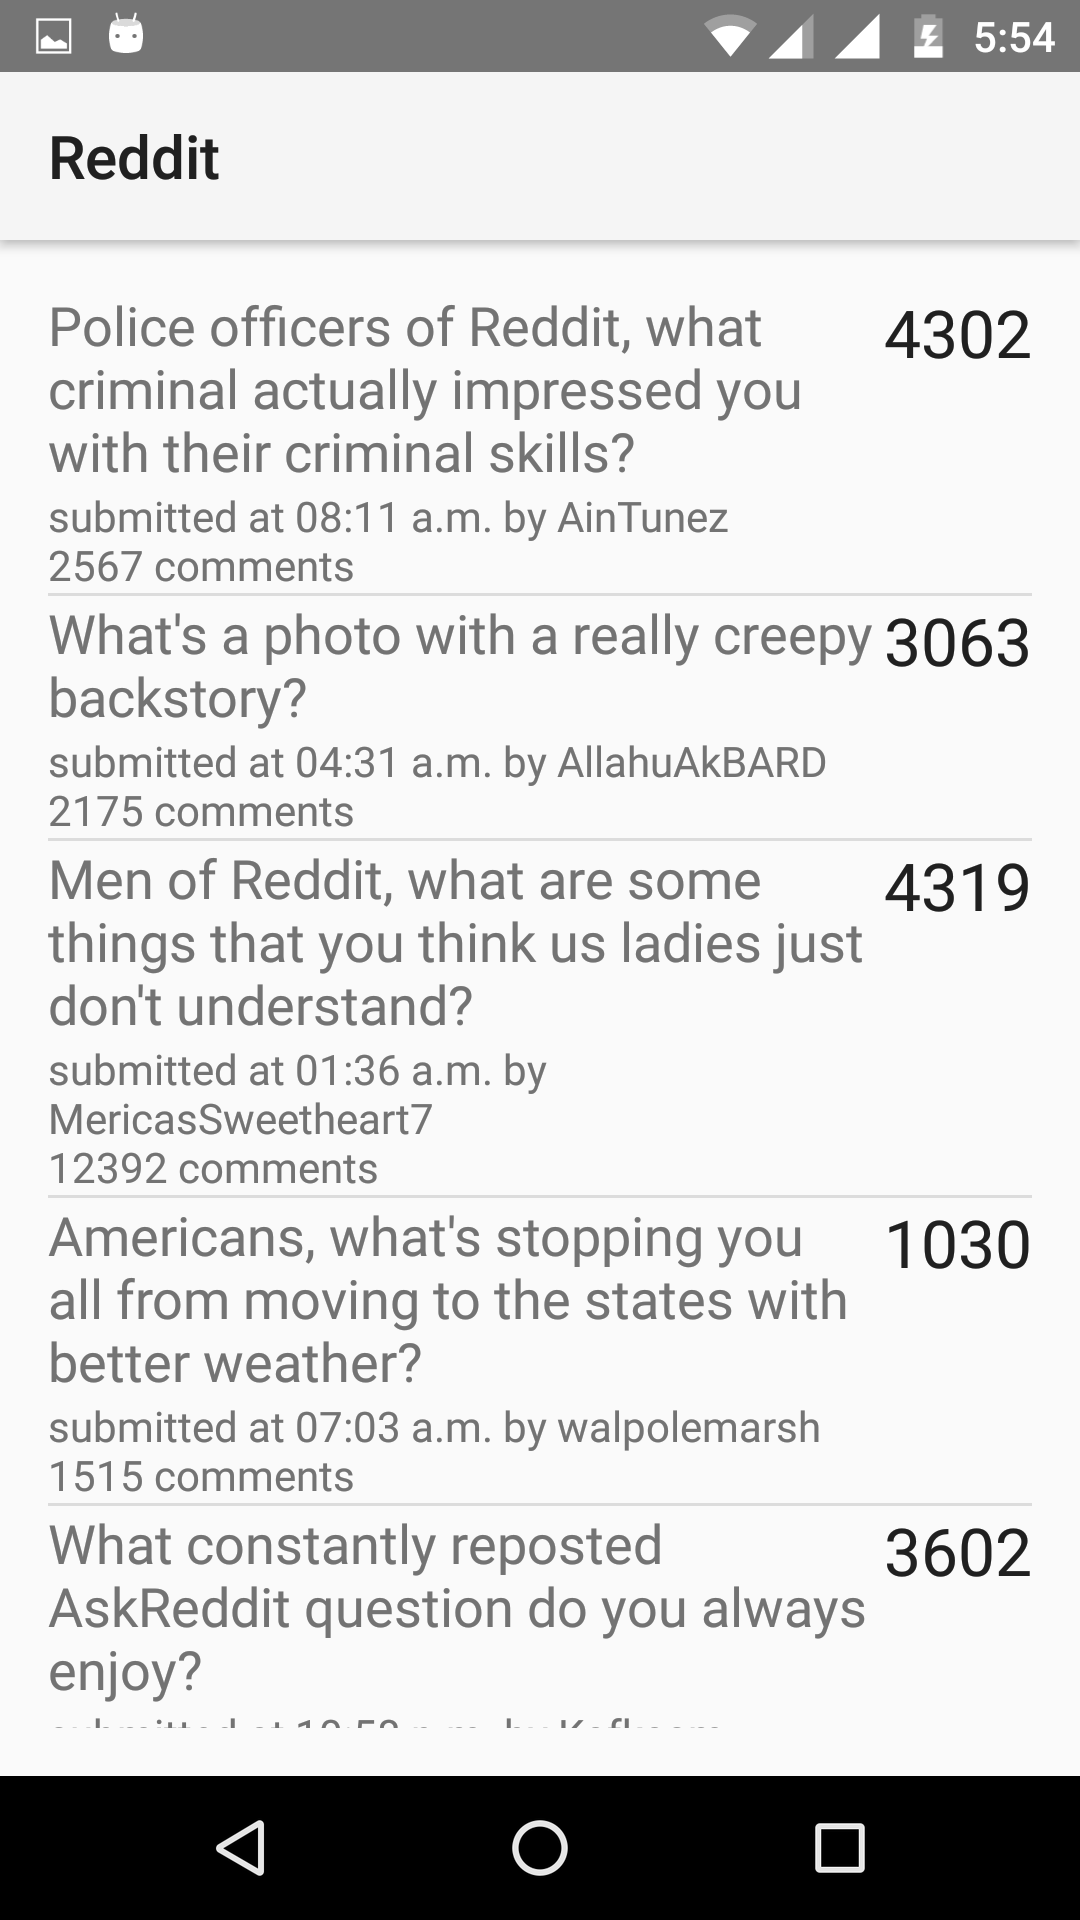 5:54
Reddit
Police officers of Reddit, what
criminal actually impressed you
with their criminal skills?
4302
submitted at 08:11 a.m. by AinTunez
2567 comments
What's a photo with a really creepy
backstory?
3063
submitted at 04:31 a.m. by AllahuAkBARD
2175 comments
Men of Reddit, what are some
things that you think us ladies just
don't understand?
4319
submitted at 01:36 a.m. by
MericasSweetheart7
12392 comments
Americans, what's stopping you
all from moving to the states with
better weather?
1030
submitted at 07:03 a.m. by walpolemarsh
1515 comments
What constantly reposted
AskReddit question do you always
enjoy?
3602
submitted at